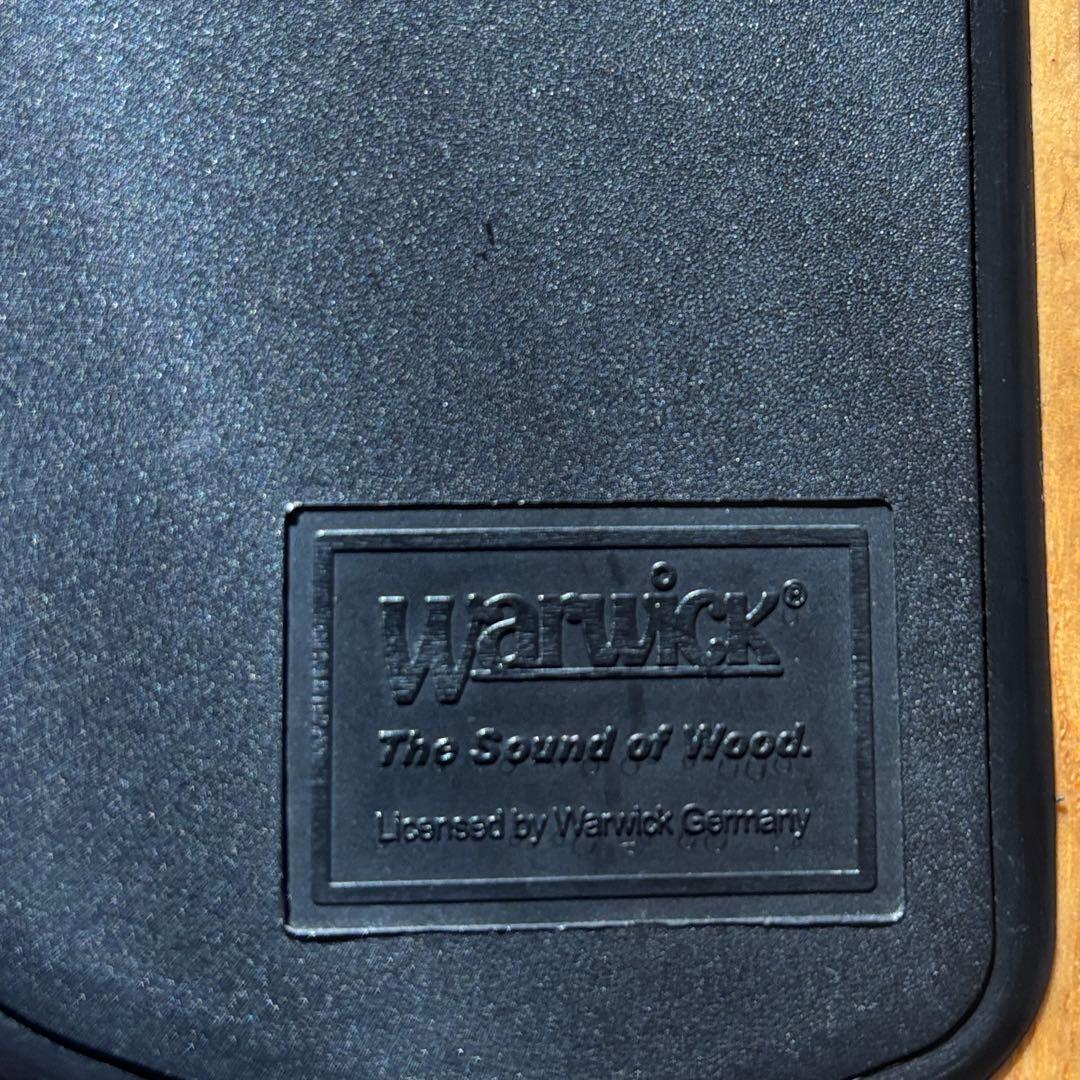 Warwick®
The Sound of Wood.
Licensed by Warwick Germany